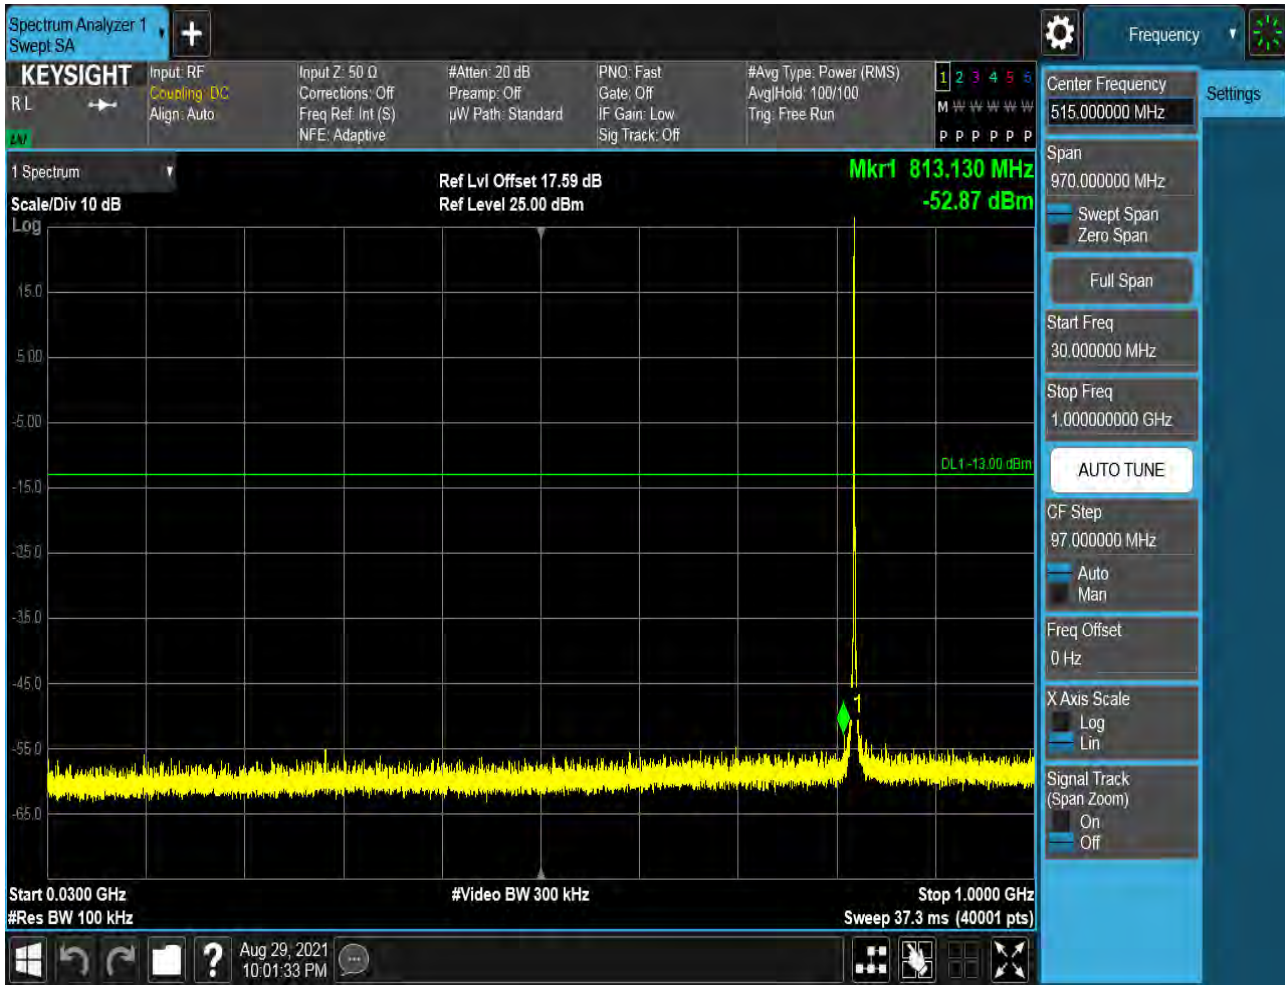 Spectrum Analyzer 1
Swept SA
+
Frequency
KEYSIGHT
R L
Input: RF
Coupling: DC
Align: Auto
Input Z: 50 Ω
Corrections: Off
Freq Ref: Int (S)
NFE: Adaptive
#Atten: 20 dB
Preamp: Off
µW Path: Standard
PNO: Fast
Gate: Off
IF Gain: Low
Sig Track: Off
#Avg Type: Power (RMS)
Avg|Hold: 100/100
Trig: Free Run
1 2 3 4 5 6
M W W W W W
P P P P P P
1 Spectrum
Scale/Div 10 dB
Log
Ref Lvl Offset 17.59 dB
Ref Level 25.00 dBm
Mkr1 813.130 MHz
-52.87 dBm
15.0
5.00
-5.00
-15.0
-25.0
-35.0
-45.0
-55.0
-65.0
DL1 -13.00 dBm
Start 0.0300 GHz
#Res BW 100 kHz
#Video BW 300 kHz
Stop 1.0000 GHz
Sweep 37.3 ms (40001 pts)
Center Frequency
515.000000 MHz
Settings
Span
970.000000 MHz
Swept Span
Zero Span
Full Span
Start Freq
30.000000 MHz
Stop Freq
1.000000000 GHz
AUTO TUNE
CF Step
97.000000 MHz
Auto
Man
Freq Offset
0 Hz
X Axis Scale
Log
Lin
Signal Track
(Span Zoom)
On
Off
?
Aug 29, 2021
10:01:33 PM